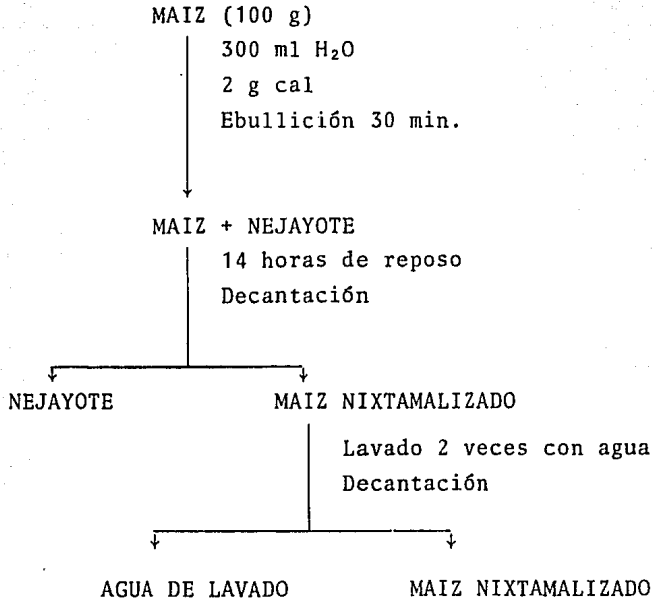 MAIZ (100 g)
300 ml H₂O
2 g cal
Ebullición 30 min.
MAIZ + NEJAYOTE
14 horas de reposo
Decantación
NEJAYOTE MAIZ NIXTAMALIZADO
Lavado 2 veces con agua
Decantación
AGUA DE LAVADO MAIZ NIXTAMALIZADO